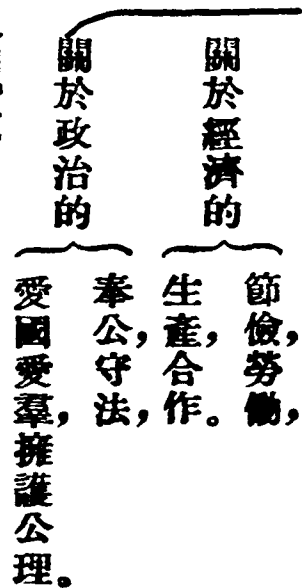 關於經濟的
節儉，勞働，
生產，合作。
關於政治的
奉公，守法，
愛國愛羣，擁護公理。